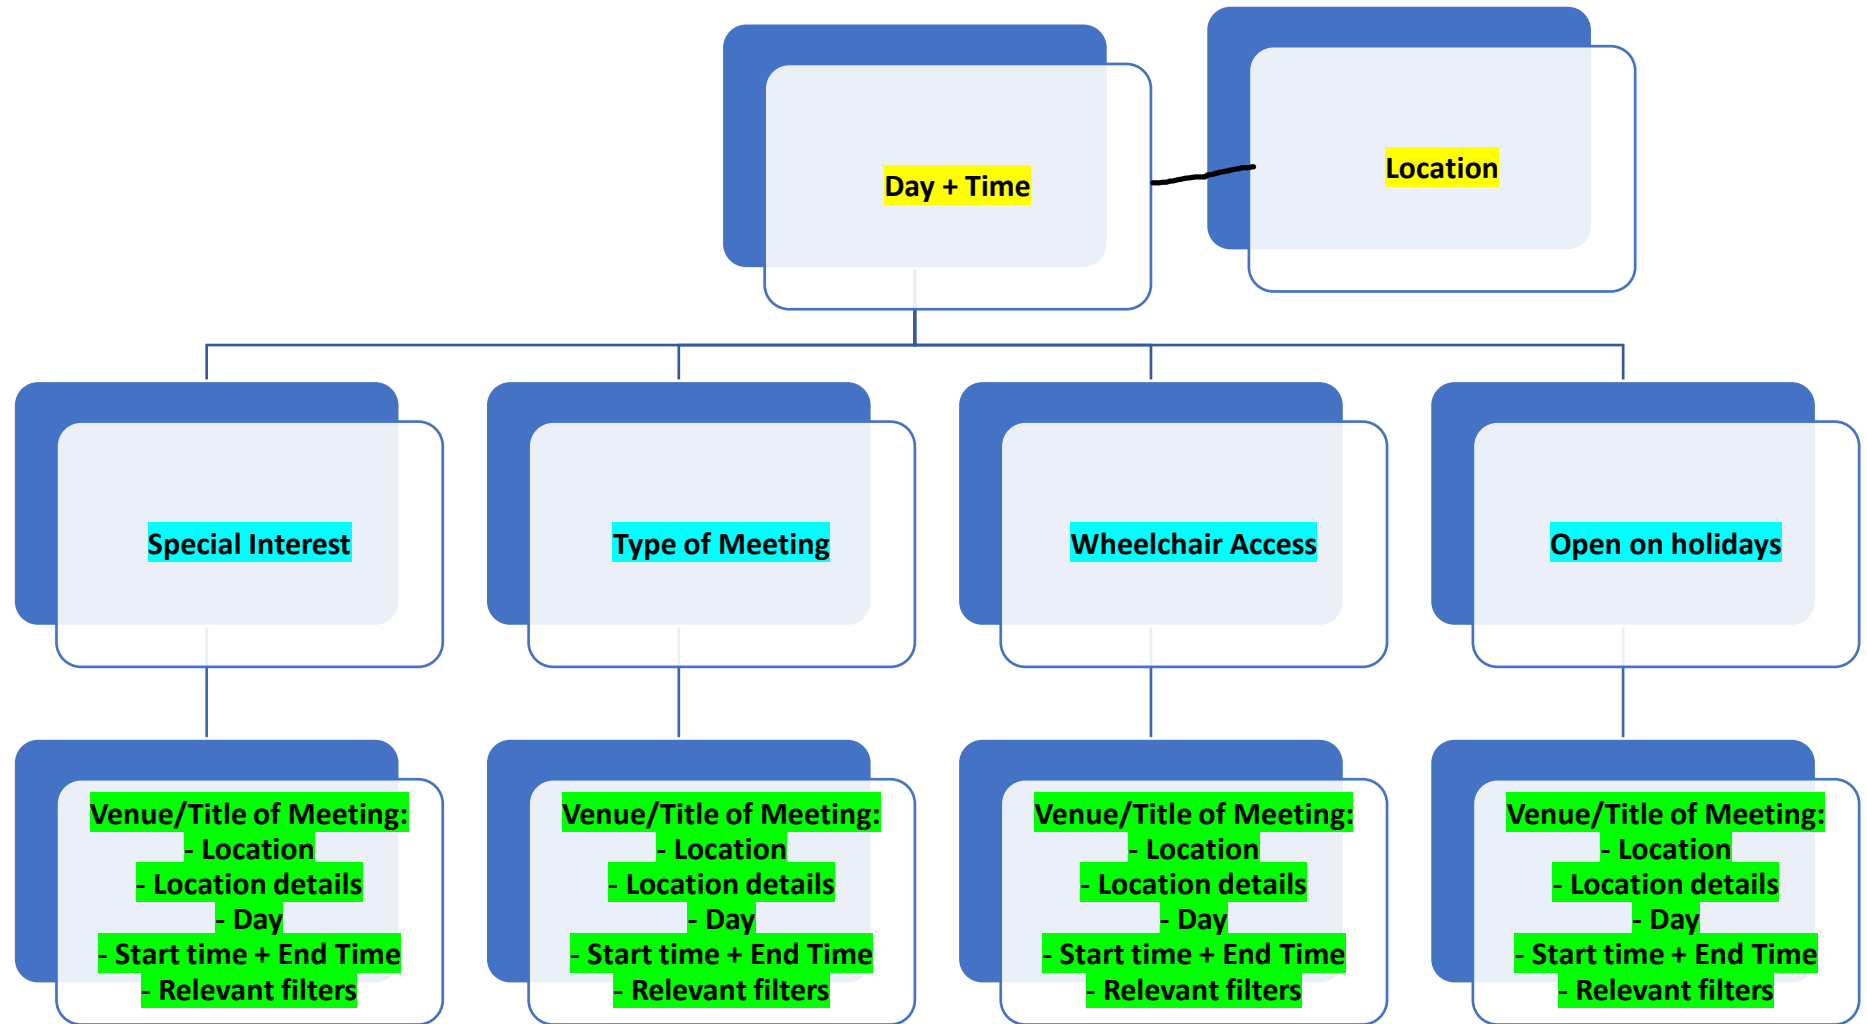 Day + Time
Location
Special Interest
Type of Meeting
Wheelchair Access
Open on holidays
Venue/Title of Meeting:
- Location
- Location details
- Day
- Start time + End Time
- Relevant filters
Venue/Title of Meeting:
- Location
- Location details
- Day
- Start time + End Time
- Relevant filters
Venue/Title of Meeting:
- Location
- Location details
- Day
- Start time + End Time
- Relevant filters
Venue/Title of Meeting:
- Location
- Location details
- Day
- Start time + End Time
- Relevant filters